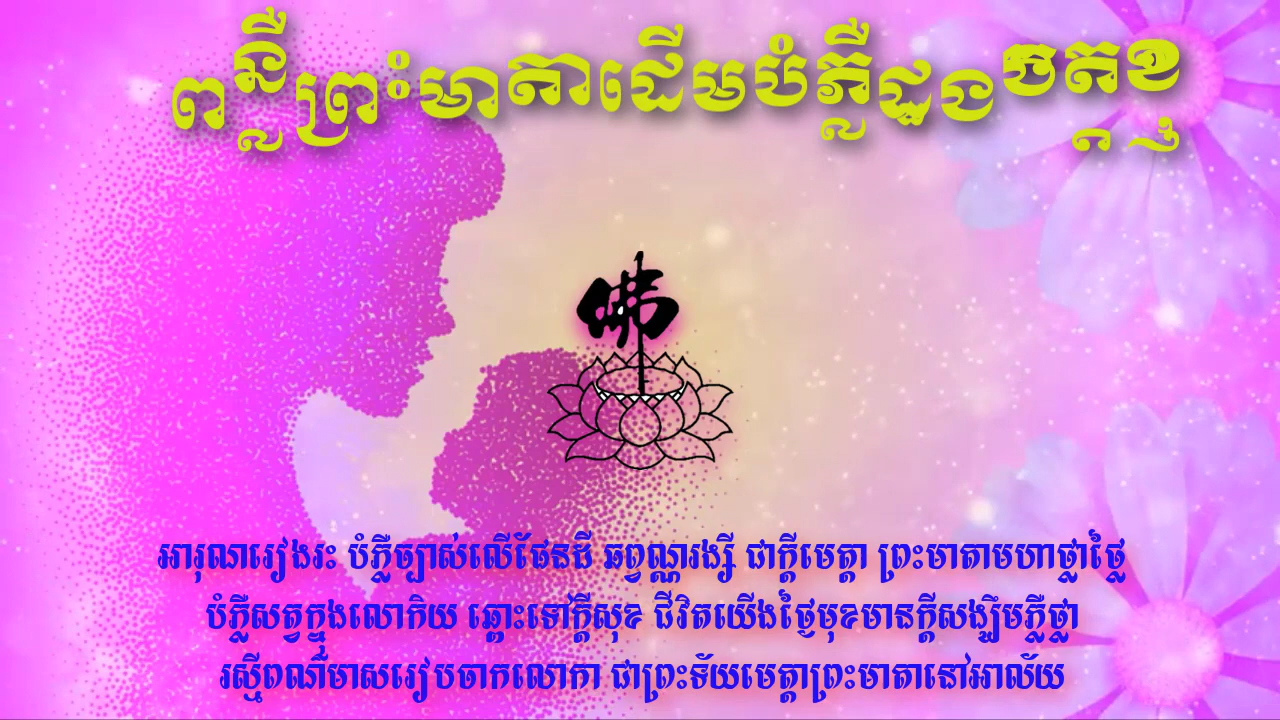 ពន្លឺព្រះមាតាដើមបំភ្លឺដួងចត្តខ្ញុំ
佛
អារុណារៀងរះ បំភ្លឺច្បាស់លើផែនដី ឆព្វណ្ណរង្សី ជាក្តីមេត្តា ព្រះមាតាមហាថ្លាថ្លៃ
បំភ្លឺសត្វក្នុងលោកិយ ឆ្ពោះទៅក្តីសុខ ជីវិតយើងថ្ងៃមុខមានក្តីសង្ឃឹមភ្លឺថ្លា
រស្មីពណ៌មាសរៀបចាកលោកា ជាព្រះទ័យមេត្តាព្រះមាតានៅអាល័យ